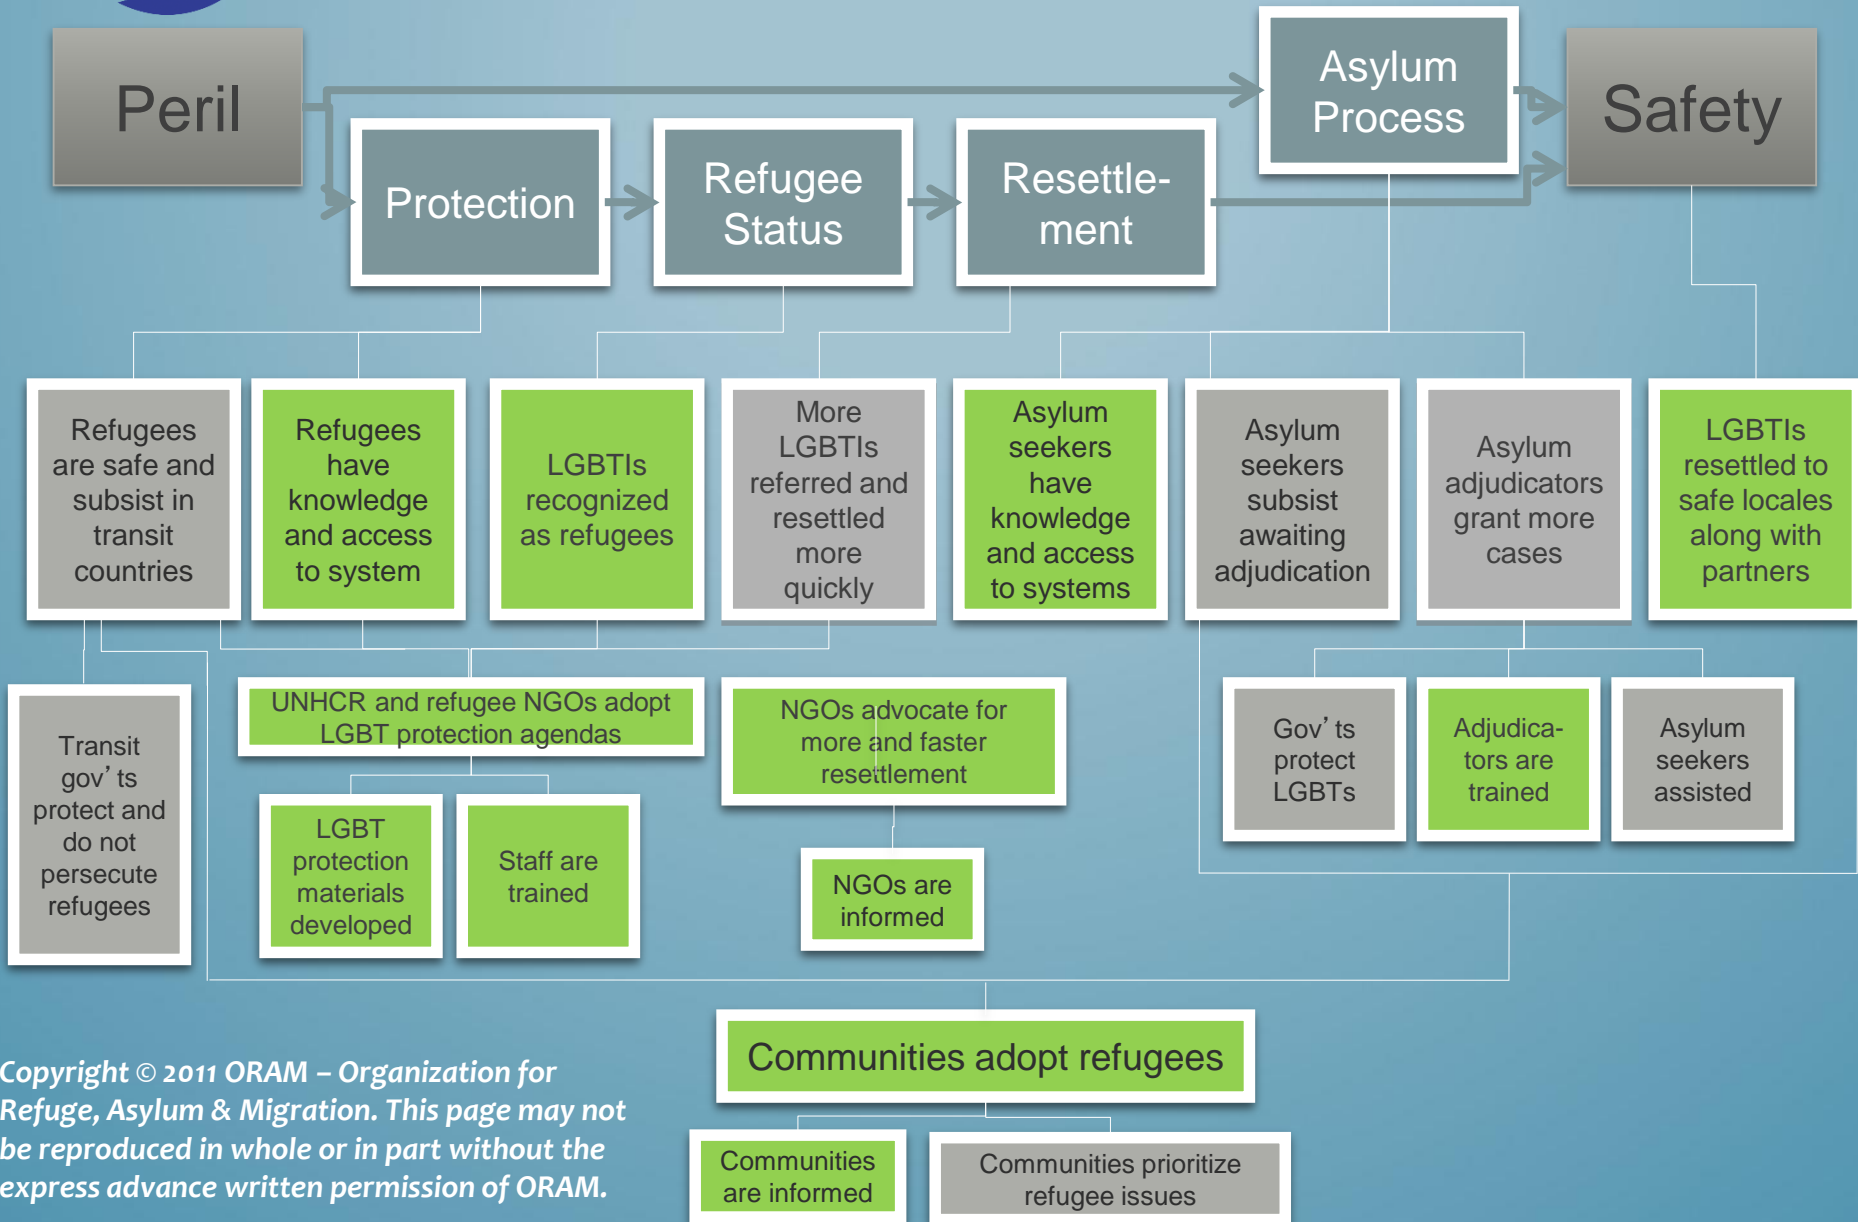 Peril
Asylum
Process
Safety
Protection
Refugee
Status
Resettle-
ment
Refugees
are safe and
subsist in
transit
countries
Refugees
have
knowledge
and access
to system
LGBTIs
recognized
as refugees
More
LGBTIs
referred and
resettled
more
quickly
Asylum
seekers
have
knowledge
and access
to systems
Asylum
seekers
subsist
awaiting
adjudication
Asylum
adjudicators
grant more
cases
LGBTIs
resettled to
safe locales
along with
partners
Transit
gov’ ts
protect and
do not
persecute
refugees
UNHCR and refugee NGOs adopt
LGBT protection agendas
NGOs advocate for
more and faster
resettlement
Gov’ ts
protect
LGBTs
Adjudica-
tors are
trained
Asylum
seekers
assisted
LGBT
protection
materials
developed
Staff are
trained
NGOs are
informed
Communities adopt refugees
Communities
are informed
Communities prioritize
refugee issues
Copyright © 2011 ORAM – Organization for
Refuge, Asylum & Migration. This page may not
be reproduced in whole or in part without the
express advance written permission of ORAM.